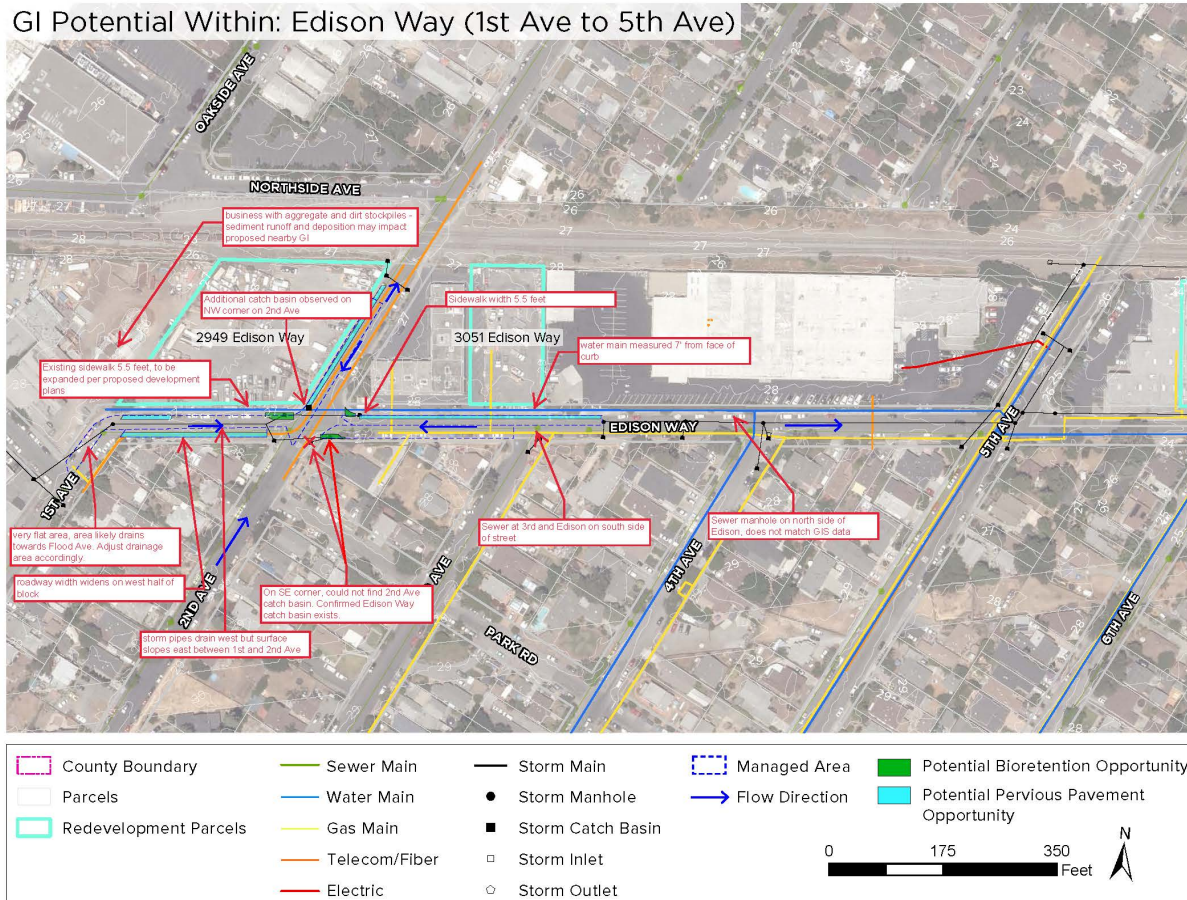 GI Potential Within: Edison Way (1st Ave to 5th Ave)
OAKSIDE AVE
NORTHSIDE AVE
business with aggregate and dirt stockpiles -
sediment runoff and deposition may impact
proposed nearby GI
Additional catch basin observed on
NW corner on 2nd Ave
Sidewalk width 5.5 feet
2949 Edison Way
3051 Edison Way
water main measured 7' from face of
curb
Existing sidewalk 5.5 feet, to be
expanded per proposed development
plans
EDISON WAY
5TH AVE
1ST AVE
very flat area, area likely drains
towards Flood Ave. Adjust drainage
area accordingly.
Sewer at 3rd and Edison on south side
of street
Sewer manhole on north side of
Edison, does not match GIS data
roadway width widens on west half of
block
On SE corner, could not find 2nd Ave
catch basin. Confirmed Edison Way
catch basin exists.
2ND AVE
AVE
4TH AVE
6TH AVE
storm pipes drain west but surface
slopes east between 1st and 2nd Ave
PARK RD
County Boundary
Parcels
Redevelopment Parcels
Sewer Main
Water Main
Gas Main
Telecom/Fiber
Electric
Storm Main
Storm Manhole
Storm Catch Basin
Storm Inlet
Storm Outlet
Managed Area
Flow Direction
Potential Bioretention Opportunity
Potential Pervious Pavement
Opportunity
0 175 350
Feet
N